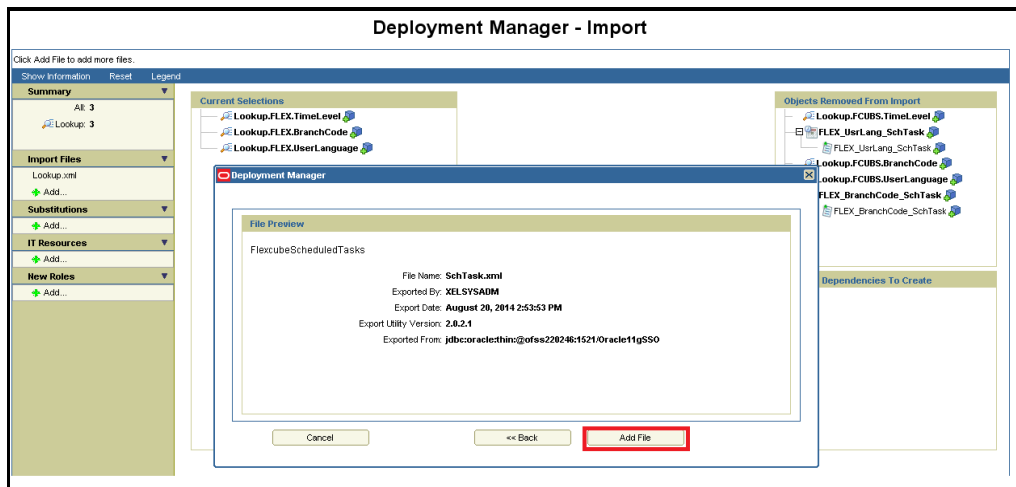 Deployment Manager - Import
Click Add File to add more files.
Show Information Reset Legend
Summary
All: 3
Lookup: 3
Import Files
Lookup.xml
Add...
Substitutions
Add...
IT Resources
Add...
New Roles
Add...
Current Selections
Lookup.FLEX.TimeLevel
Lookup.FLEX.BranchCode
Lookup.FLEX.UserLanguage
Objects Removed From Import
Lookup.FCUBS.TimeLevel
FLEX_UsrLang_SchTask
FLEX_UsrLang_SchTask
Lookup.FCUBS.BranchCode
Lookup.FCUBS.UserLanguage
FLEX_BranchCode_SchTask
FLEX_BranchCode_SchTask
Dependencies To Create
Deployment Manager
File Preview
FlexcubeScheduledTasks
File Name: SchTask.xml
Exported By: XELSYSADM
Export Date: August 20, 2014 2:53:53 PM
Export Utility Version: 2.0.2.1
Exported From: jdbc:oracle:thin:@ofss220246:1521/Oracle11gSSO
Cancel
<< Back
Add File